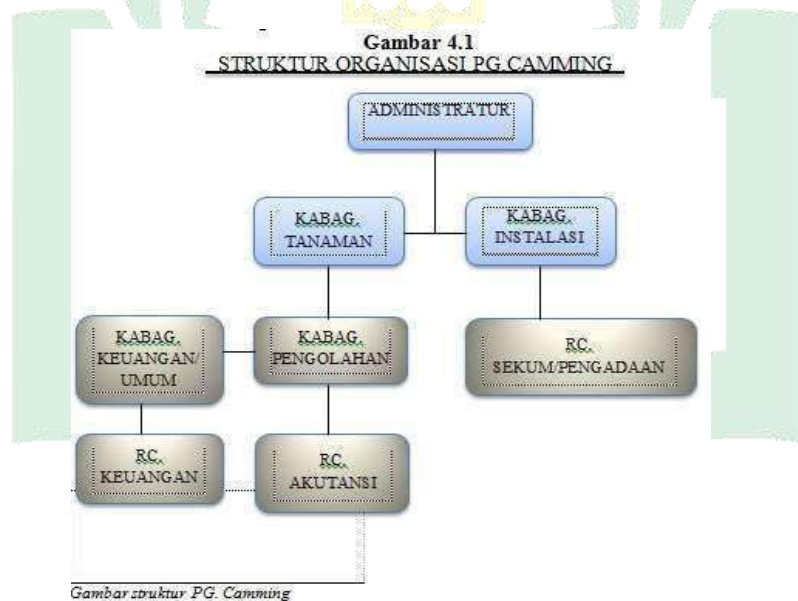 Gambar 4.1
STRUKTUR ORGANISASI PG.CAMMING
ADMINISTRATUR
KABAG.
TANAMAN
KABAG.
INSTALASI
KABAG.
KEUANGAN/
UMUM
KABAG.
PENGOLAHAN
RC.
SEKUM/PENGADAAN
RC.
KEUANGAN
RC.
AKUTANSI
Gambar struktur PG. Camming